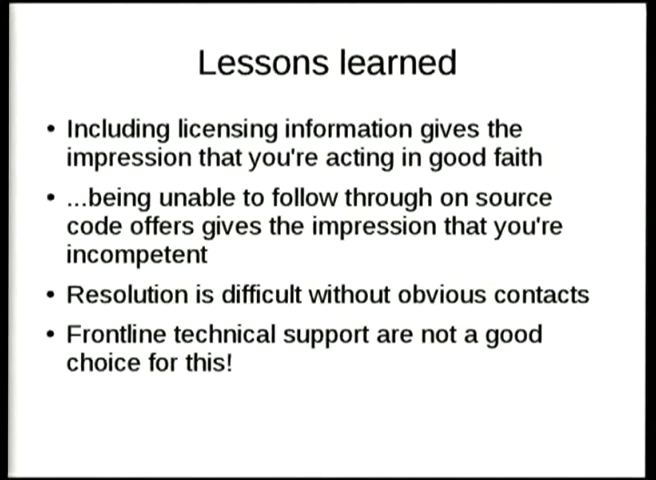 Lessons learned
• Including licensing information gives the
impression that you're acting in good faith
• ...being unable to follow through on source
code offers gives the impression that you're
incompetent
• Resolution is difficult without obvious contacts
• Frontline technical support are not a good
choice for this!